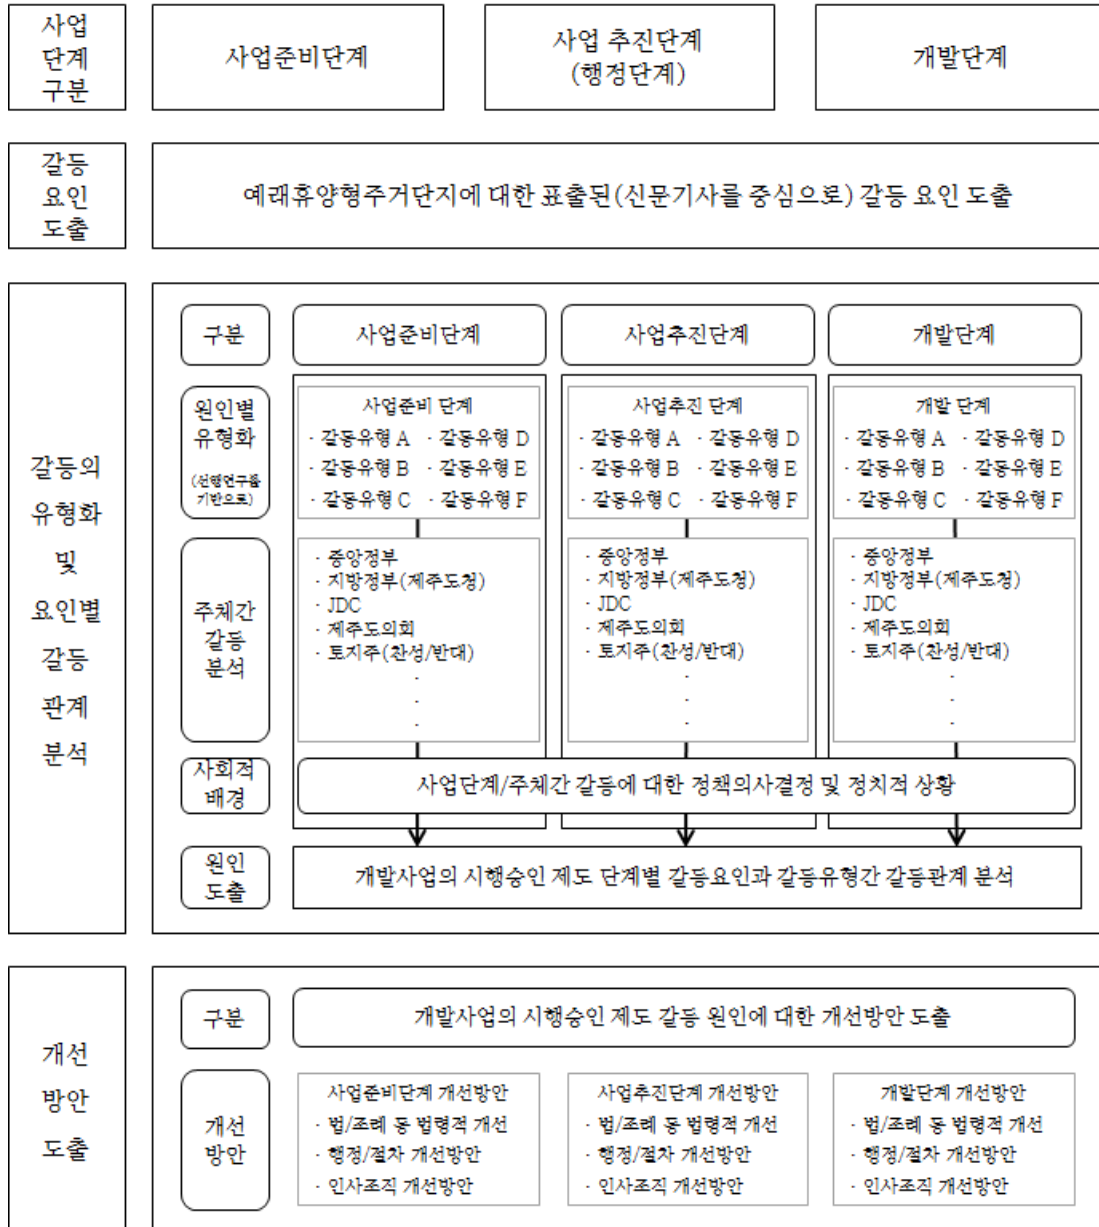 사업
단계
구분
사업준비단계
사업 추진단계
(행정단계)
개발단계
갈등
요인
도출
예래휴양형주거단지에 대한 표출된(신문기사를 중심으로) 갈등 요인 도출
갈등의
유형화
및
요인별
갈등
관계
분석
구분
사업준비단계
사업추진단계
개발단계
원인별
유형화
(선행연구를
기반으로)
사업준비 단계
· 갈등유형 A · 갈등유형 D
· 갈등유형 B · 갈등유형 E
· 갈등유형 C · 갈등유형 F
사업추진 단계
· 갈등유형 A · 갈등유형 D
· 갈등유형 B · 갈등유형 E
· 갈등유형 C · 갈등유형 F
개발 단계
· 갈등유형 A · 갈등유형 D
· 갈등유형 B · 갈등유형 E
· 갈등유형 C · 갈등유형 F
주체간
갈등
분석
· 중앙정부
· 지방정부(제주도청)
· JDC
· 제주도의회
· 토지주(찬성/반대)
·
·
·
· 중앙정부
· 지방정부(제주도청)
· JDC
· 제주도의회
· 토지주(찬성/반대)
·
·
·
· 중앙정부
· 지방정부(제주도청)
· JDC
· 제주도의회
· 토지주(찬성/반대)
·
·
·
사회적
배경
사업단계/주체간 갈등에 대한 정책의사결정 및 정치적 상황
원인
도출
개발사업의 시행승인 제도 단계별 갈등요인과 갈등유형간 갈등관계 분석
개선
방안
도출
구분
개발사업의 시행승인 제도 갈등 원인에 대한 개선방안 도출
개선
방안
사업준비단계 개선방안
· 법/조례 등 법령적 개선
· 행정/절차 개선방안
· 인사조직 개선방안
사업추진단계 개선방안
· 법/조례 등 법령적 개선
· 행정/절차 개선방안
· 인사조직 개선방안
개발단계 개선방안
· 법/조례 등 법령적 개선
· 행정/절차 개선방안
· 인사조직 개선방안